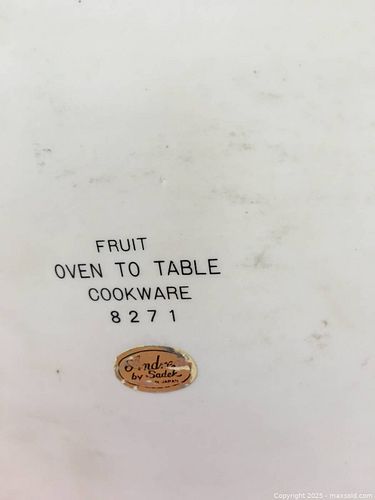 FRUIT
OVEN TO TABLE
COOKWARE
8271
by Sadek
JAPAN
Copyright 2025 - maxsold.com